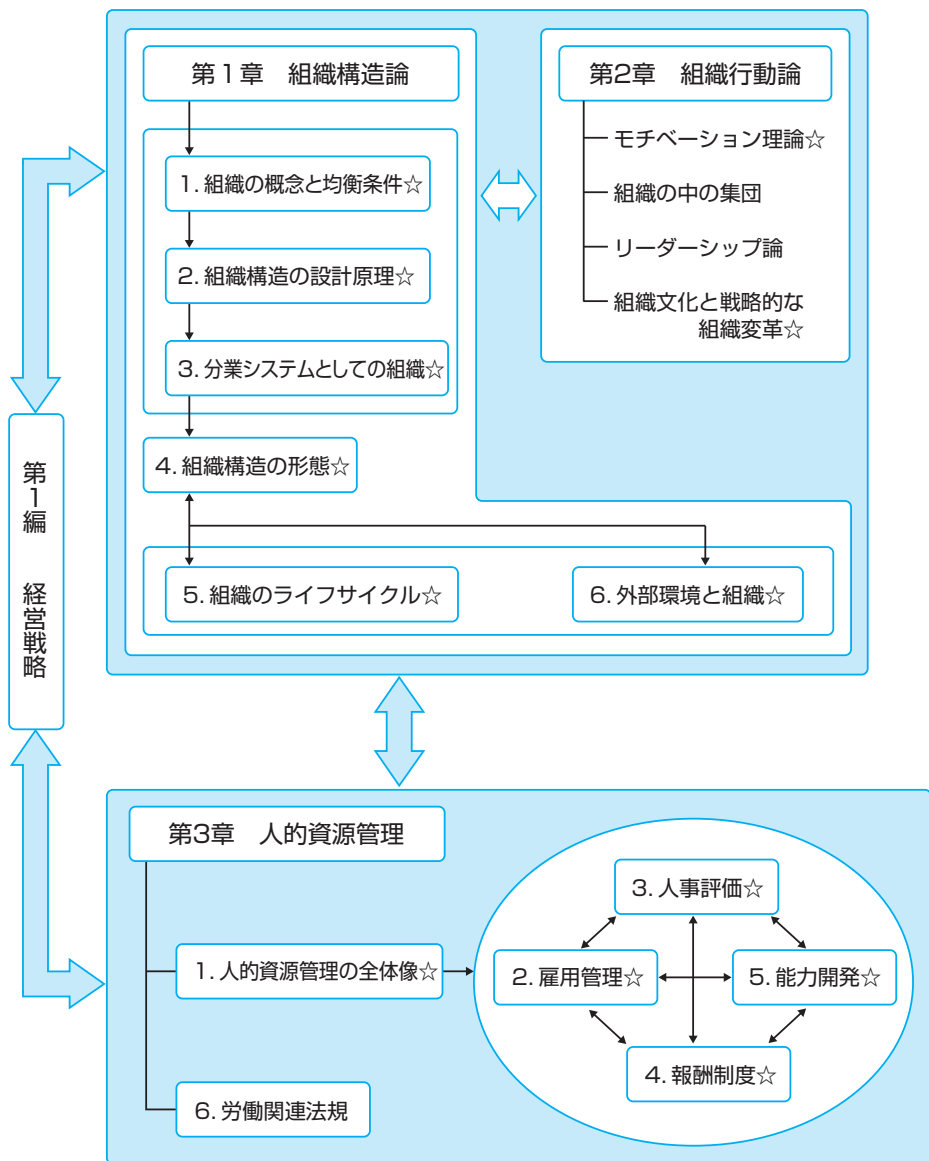 第1章 組織構造論
1. 組織の概念と均衡条件☆
2. 組織構造の設計原理☆
3. 分業システムとしての組織☆
4. 組織構造の形態☆
5. 組織のライフサイクル☆
6. 外部環境と組織☆
第2章 組織行動論
モチベーション理論☆
組織の中の集団
リーダーシップ論
組織文化と戦略的な
組織変革☆
第1編 経営戦略
第3章 人的資源管理
1. 人的資源管理の全体像☆
3. 人事評価☆
2. 雇用管理☆
5. 能力開発☆
4. 報酬制度☆
6. 労働関連法規